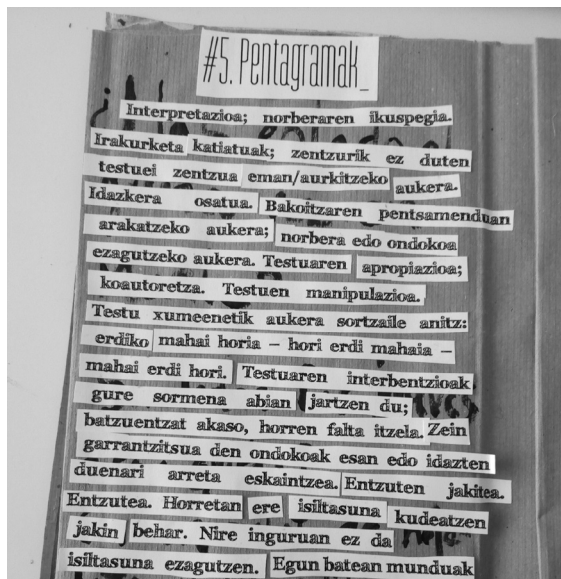 #5. Pentagramak_
Interpretazioa; norberaren ikuspegia.
Irakurketa katiatuak; zentzurik ez duten
testuei zentzua eman/aurkitzeko aukera.
Idazkera osatua. Bakoitzaren pentsamenduan
arakatzeko aukera; norbera edo ondokoa
ezagutzeko aukera. Testuaren apropiazioa;
koautoretza. Testuen manipulazioa.
Testu xumeenetik aukera sortzaile anitz:
erdiko mahai horia – hori erdi mahaia –
mahai erdi hori. Testuaren interbentzioak
gure sormena abian jartzen du;
batzuentzat akaso, horren falta itzela. Zein
garrantzitsua den ondokoak esan edo idazten
duenari arreta eskaintzea. Entzuten jakitea.
Entzutea. Horretan ere isiltasuna kudeatzen
jakin behar. Nire inguruan ez da
isiltasuna ezagutzen. Egun batean munduak